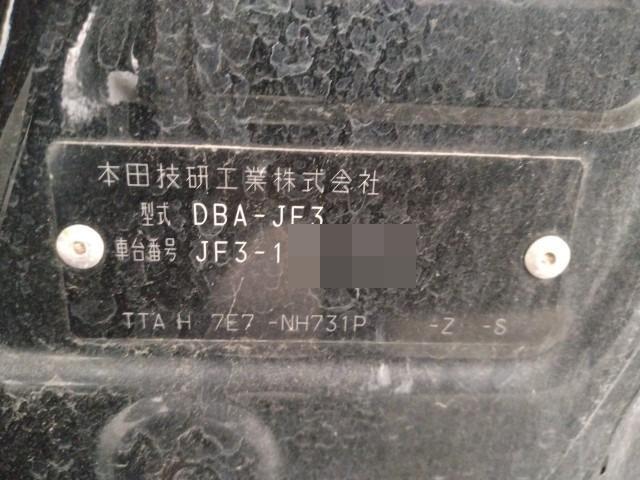 本田技研工業株式会社
型式 DBA-JF3
車台番号 JF3-1
TTA H 7E7 -NH731P -Z -S